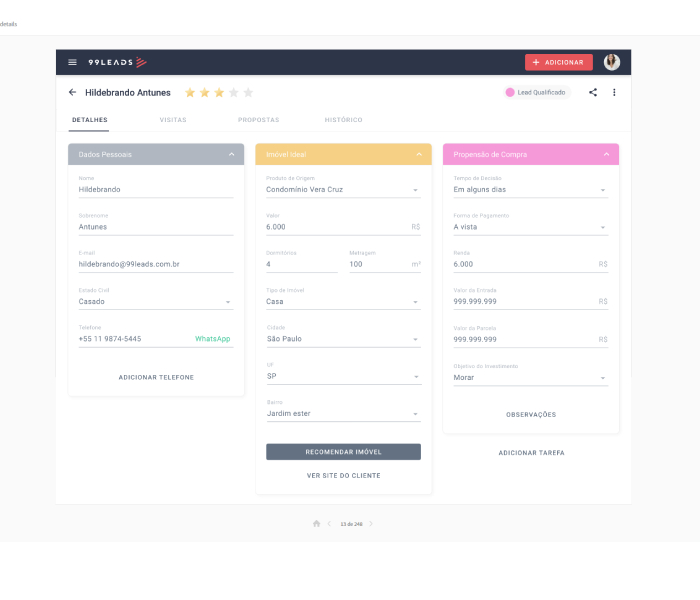 details
99LEADS
+ ADICIONAR
Hildebrando Antunes
Lead Qualificado
DETALHES
VISITAS
PROPOSTAS
HISTÓRICO
Dados Pessoais
Nome
Hildebrando
Sobrenome
Antunes
E-mail
hildebrando@99leads.com.br
Estado Civil
Casado
Telefone
+55 11 9874-5445 WhatsApp
ADICIONAR TELEFONE
Imóvel Ideal
Produto de Origem
Condomínio Vera Cruz
Valor
6.000 R$
Dormitórios Metragem
4 100 m²
Tipo de Imóvel
Casa
Cidade
São Paulo
UF
SP
Bairro
Jardim ester
RECOMENDAR IMÓVEL
VER SITE DO CLIENTE
Propensão de Compra
Tempo de Decisão
Em alguns dias
Forma de Pagamento
A vista
Renda
6.000 R$
Valor da Entrada
999.999.999 R$
Valor da Parcela
999.999.999 R$
Objetivo do Investimento
Morar
OBSERVAÇÕES
ADICIONAR TAREFA
13 de 248